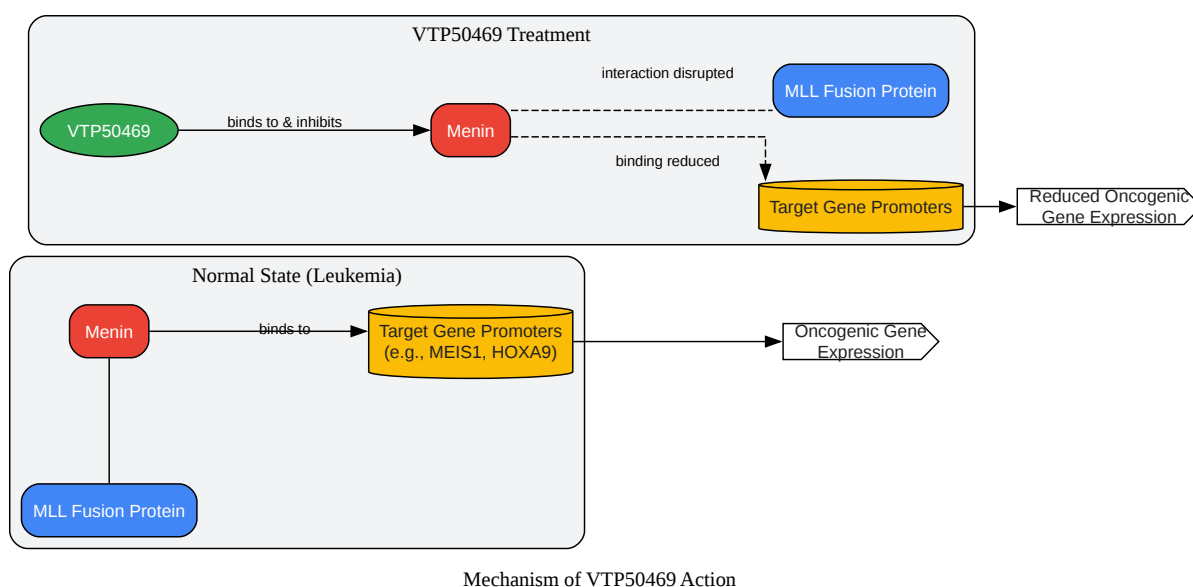 VTP50469 Treatment
interaction disrupted
MLL Fusion Protein
VTP50469
binds to & inhibits
Menin
binding reduced
Target Gene Promoters
Reduced Oncogenic
Gene Expression
Normal State (Leukemia)
Menin
binds to
Target Gene Promoters
(e.g., MEIS1, HOXA9)
Oncogenic Gene
Expression
MLL Fusion Protein
Mechanism of VTP50469 Action